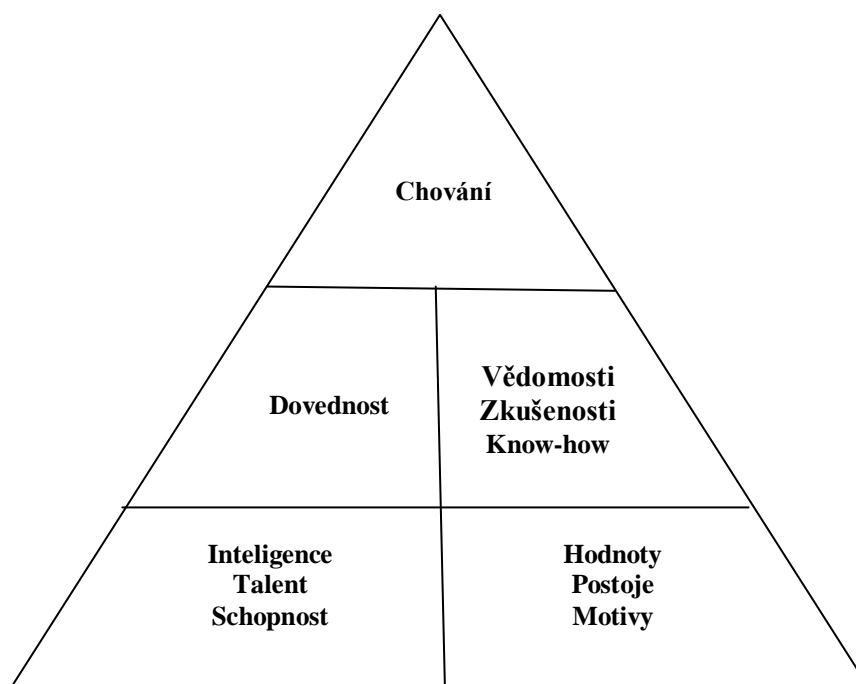 Chování
Dovednost
Vědomosti
Zkušenosti
Know-how
Inteligence
Talent
Schopnost
Hodnoty
Postoje
Motivy